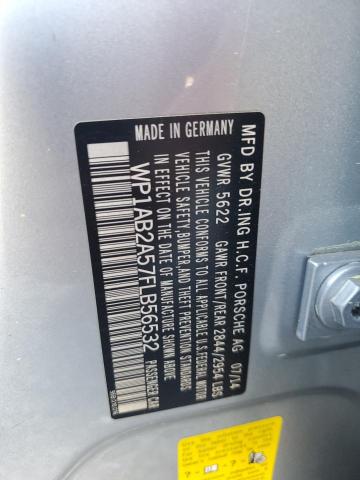 MFD BY DR.ING H.C.F. PORSCHE AG 07/14
GVWR 5622 GAWR FRONT/REAR 2844/2954 LBS
THIS VEHICLE CONFORMS TO ALL APPLICABLE U.S.FEDERAL MOTOR
VEHICLE SAFETY,BUMPER,AND THEFT PREVENTION STANDARDS
IN EFFECT ON THE DATE OF MANUFACTURE SHOWN ABOVE
WP1AB2A57FLB56532 PASSENGER CAR
MADE IN GERMANY